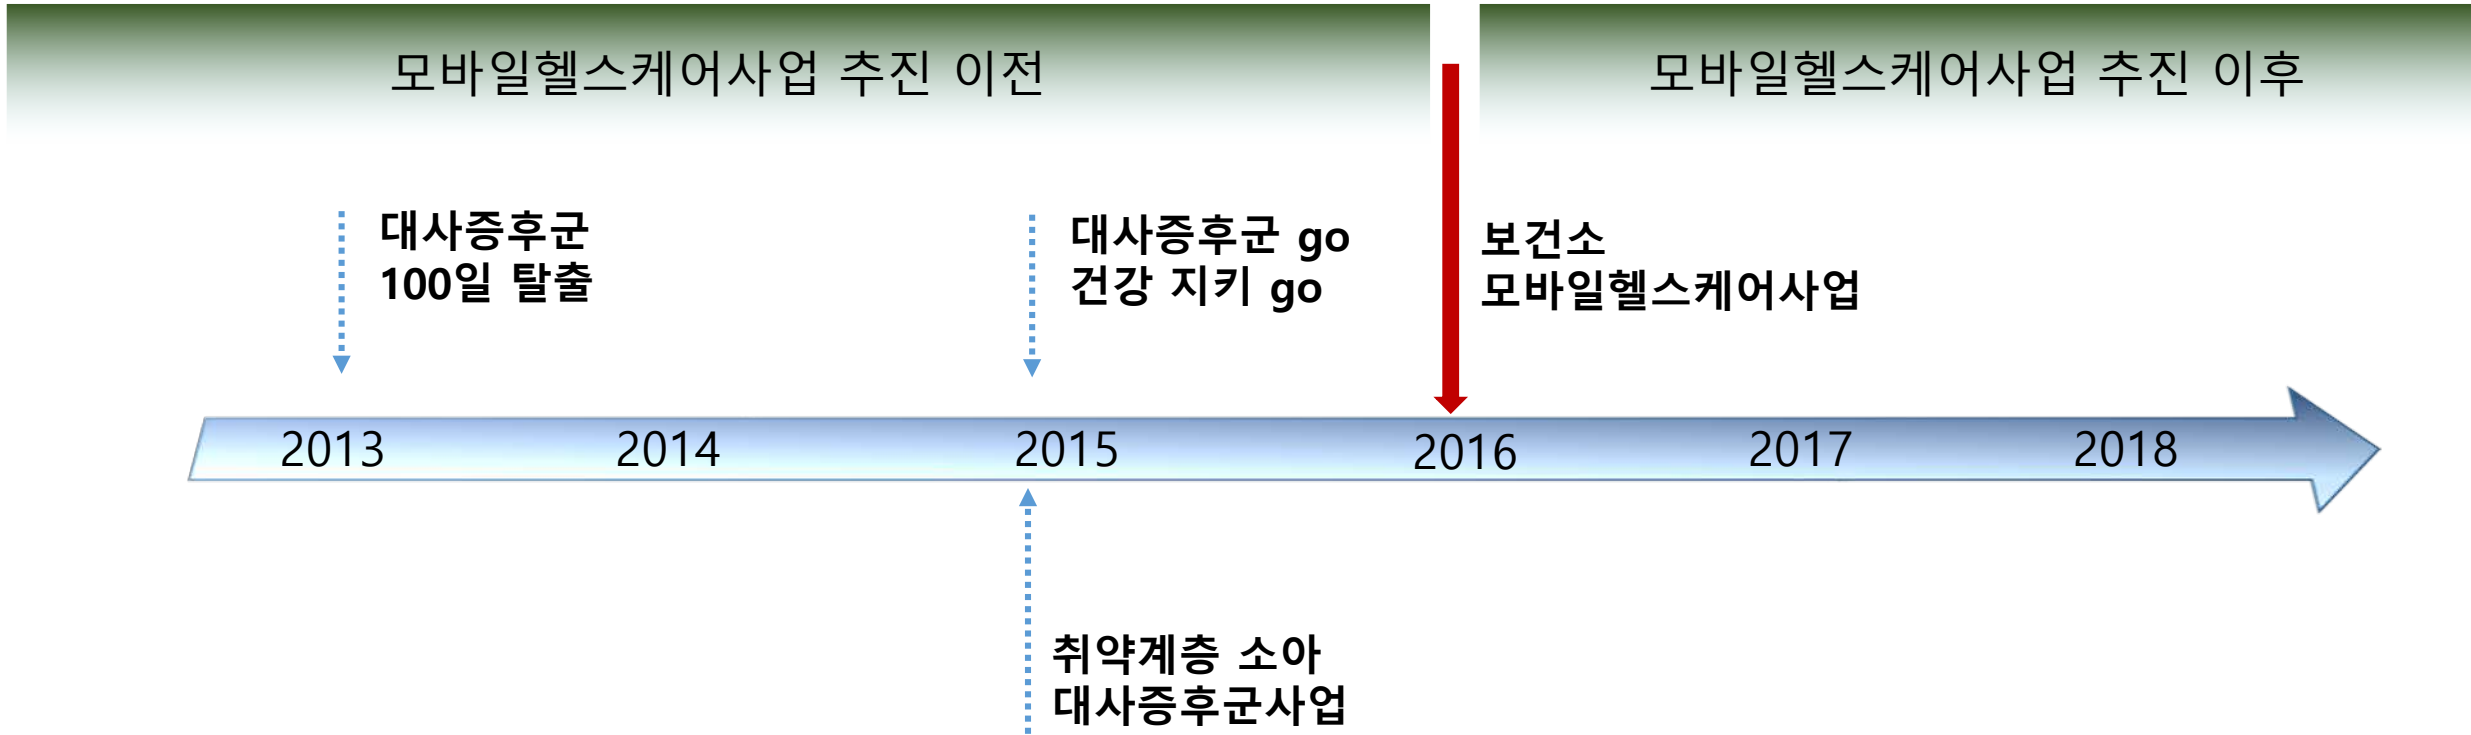 모바일헬스케어사업 추진 이전
모바일헬스케어사업 추진 이후
대사증후군
100일 탈출
대사증후군 go
건강 지키 go
보건소
모바일헬스케어사업
2013
2014
2015
2016
2017
2018
취약계층 소아
대사증후군사업